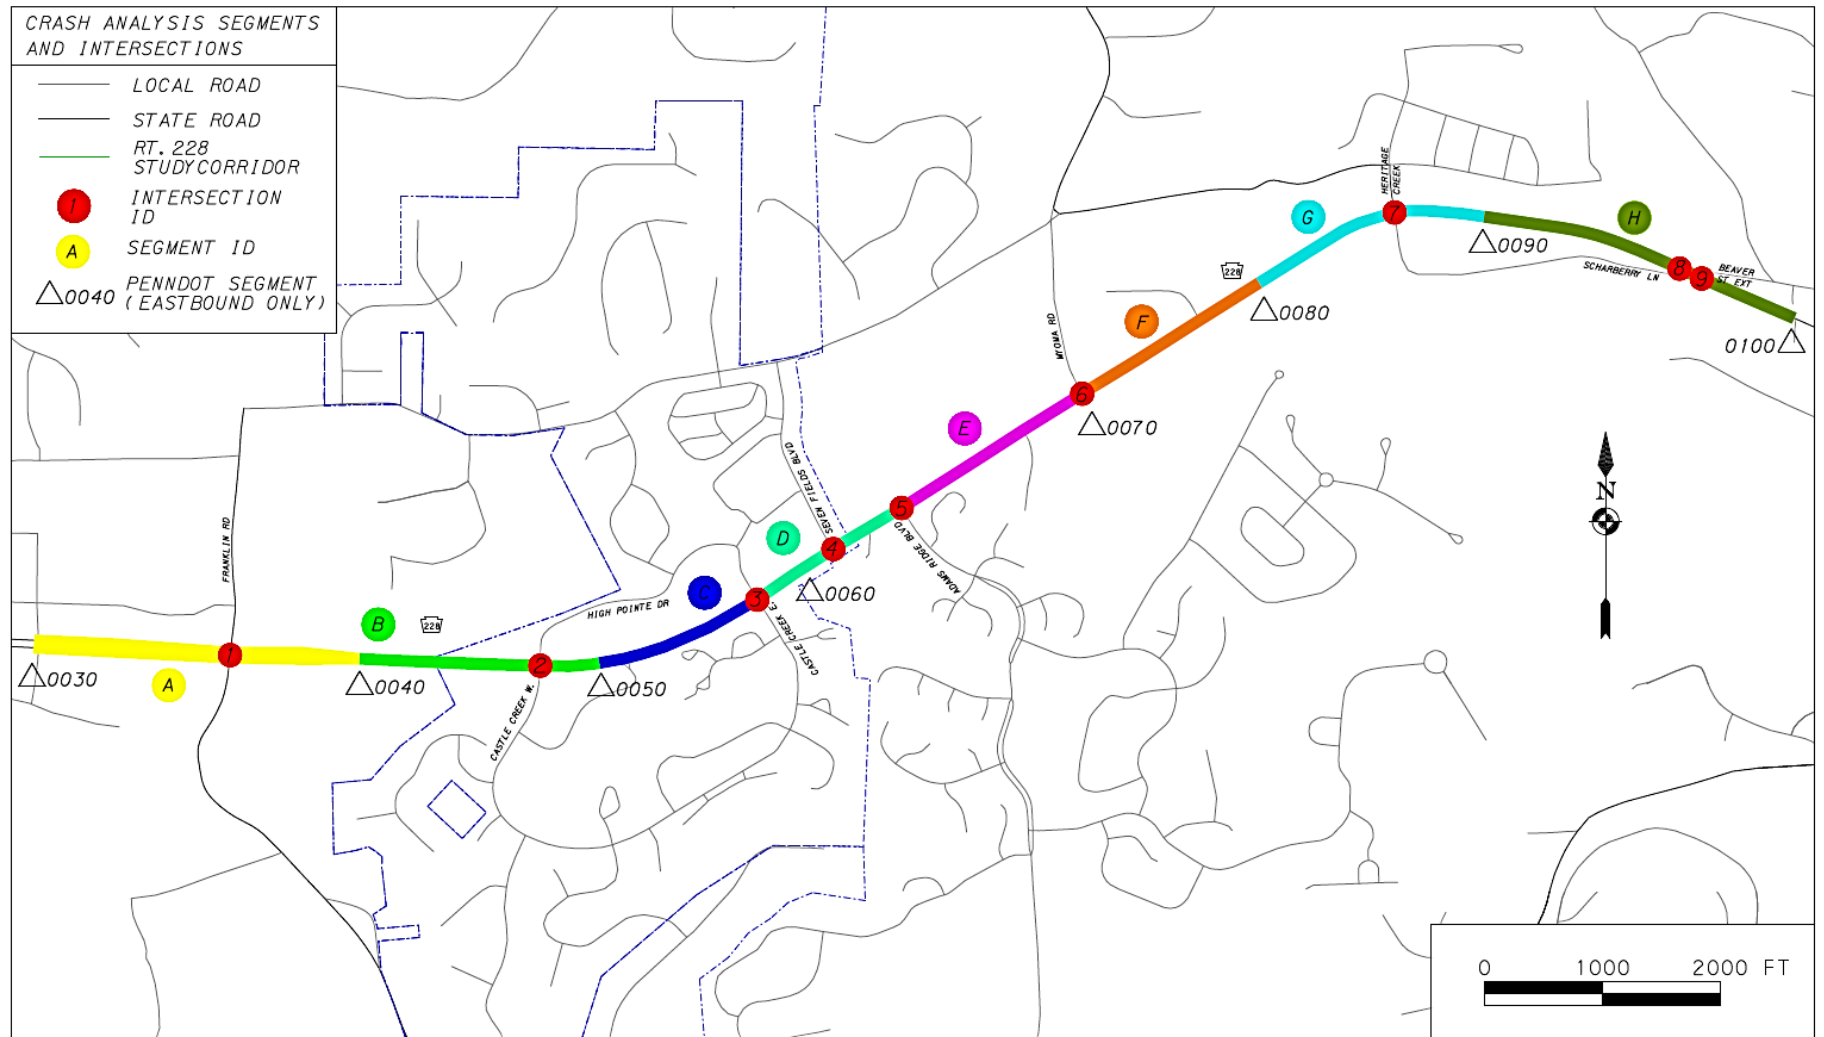 CRASH ANALYSIS SEGMENTS
AND INTERSECTIONS
LOCAL ROAD
STATE ROAD
RT.228
STUDYCORRIDOR
1
INTERSECTION
ID
A
SEGMENT ID
0040
PENNDOT SEGMENT
(EASTBOUND ONLY)
HERITAGE
CREEK
G
7
H
0090
228
SCHARBERRY LN
8
9
BEAVER
ST EXT
0080
F
MYOMA RD
0100
6
0070
E
SEVEN FIELDS BLVD
N
5
ADAMS RIDGE BLVD
D
4
FRANKLIN RD
C
0060
3
HIGH POINTE DR
CASTLE CREEK E.
B
228
1
2
0030
A
0040
0050
CASTLE CREEK W.
0
1000
2000 FT